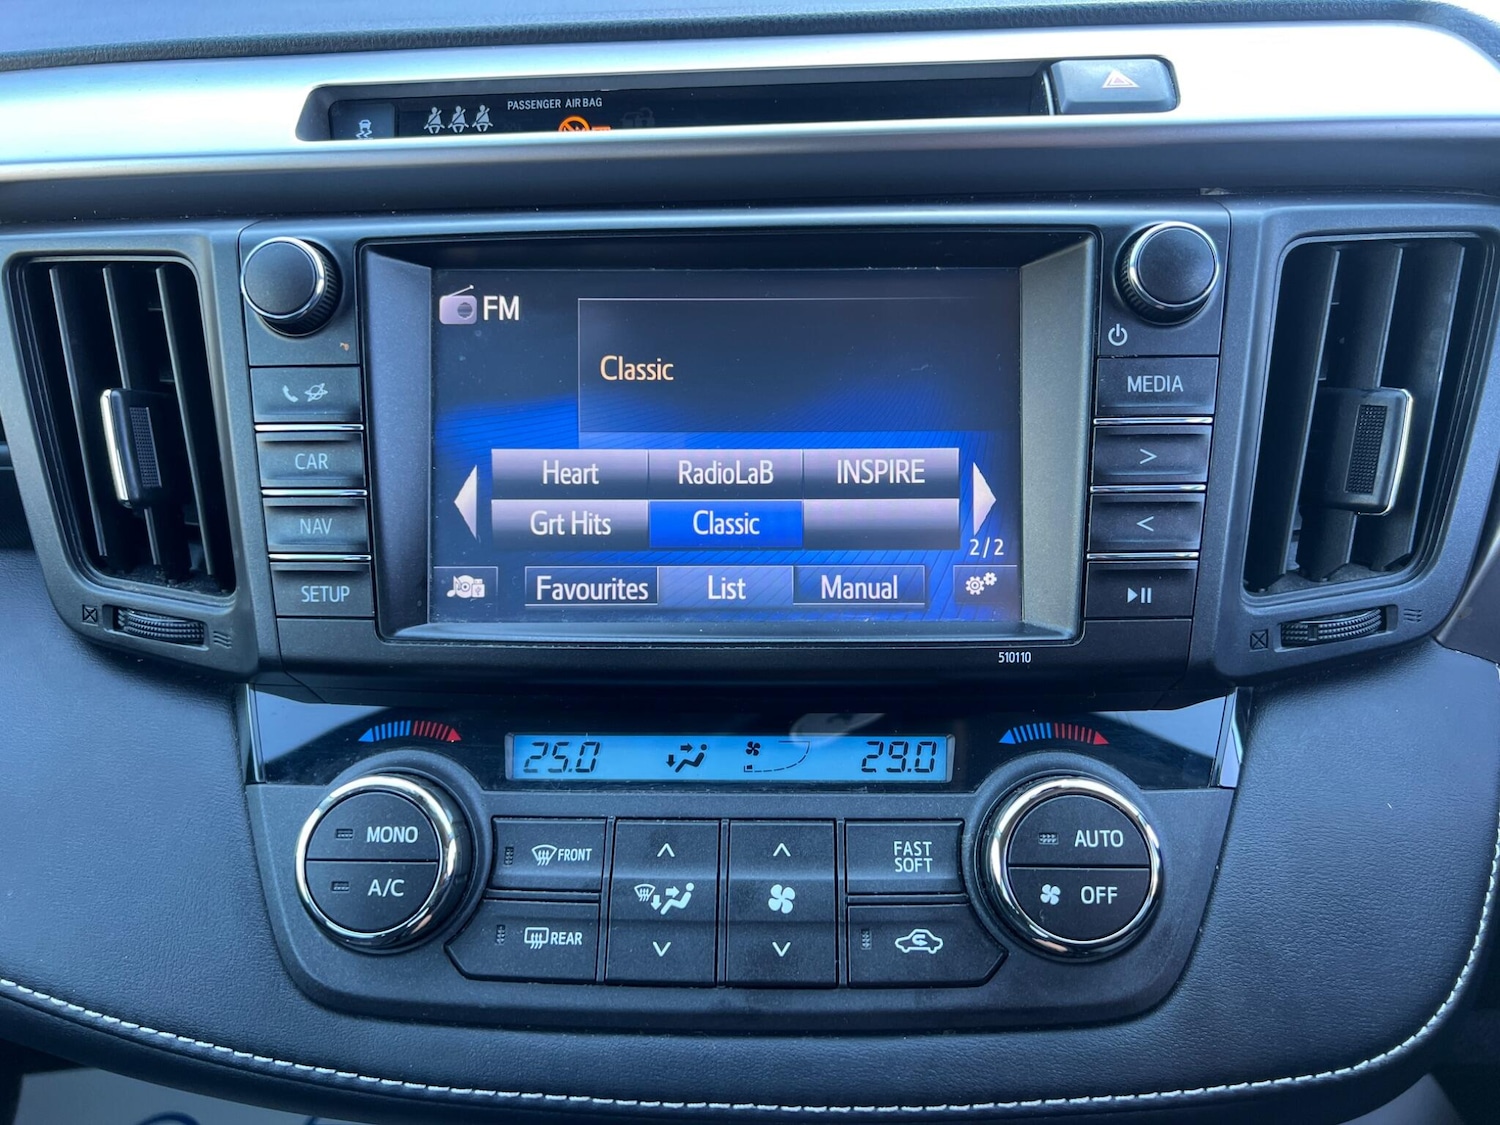 PASSENGER AIR BAG
FM
Classic
Heart RadioLaB INSPIRE
Grt Hits Classic
2/2
Favourites List Manual
CAR
NAV
SETUP
MEDIA
>
<
510110
25.0 29.0
MONO
A/C
FRONT
REAR
FAST
SOFT
AUTO
OFF